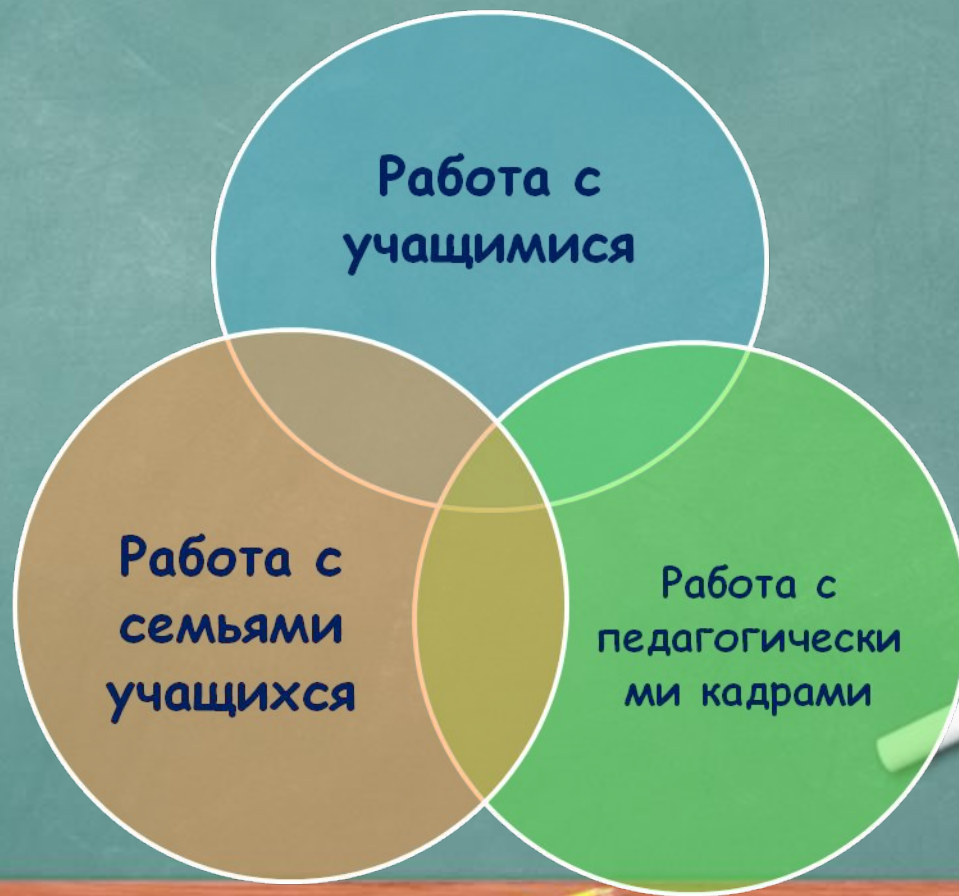 Работа с
учащимися
Работа с
семьями
учащихся
Работа с
педагогически
ми кадрами